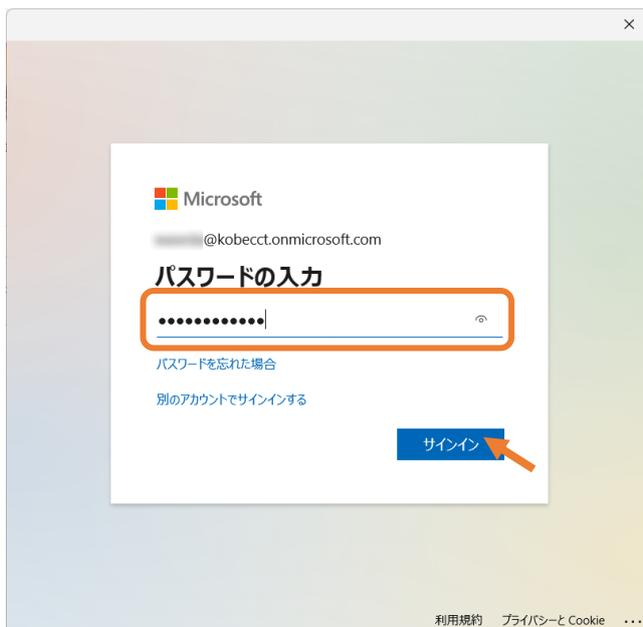 Microsoft
@kobecct.onmicrosoft.com
パスワードの入力
パスワードを忘れた場合
別のアカウントでサインインする
サインイン
利用規約 プライバシーと Cookie ...